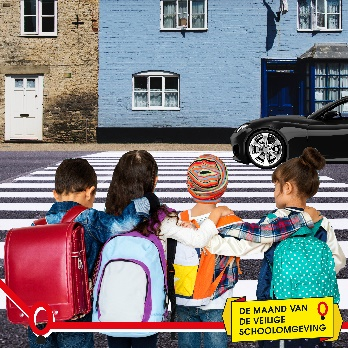 DE MAAND VAN
DE VEILIGE
SCHOOLOMGEVING